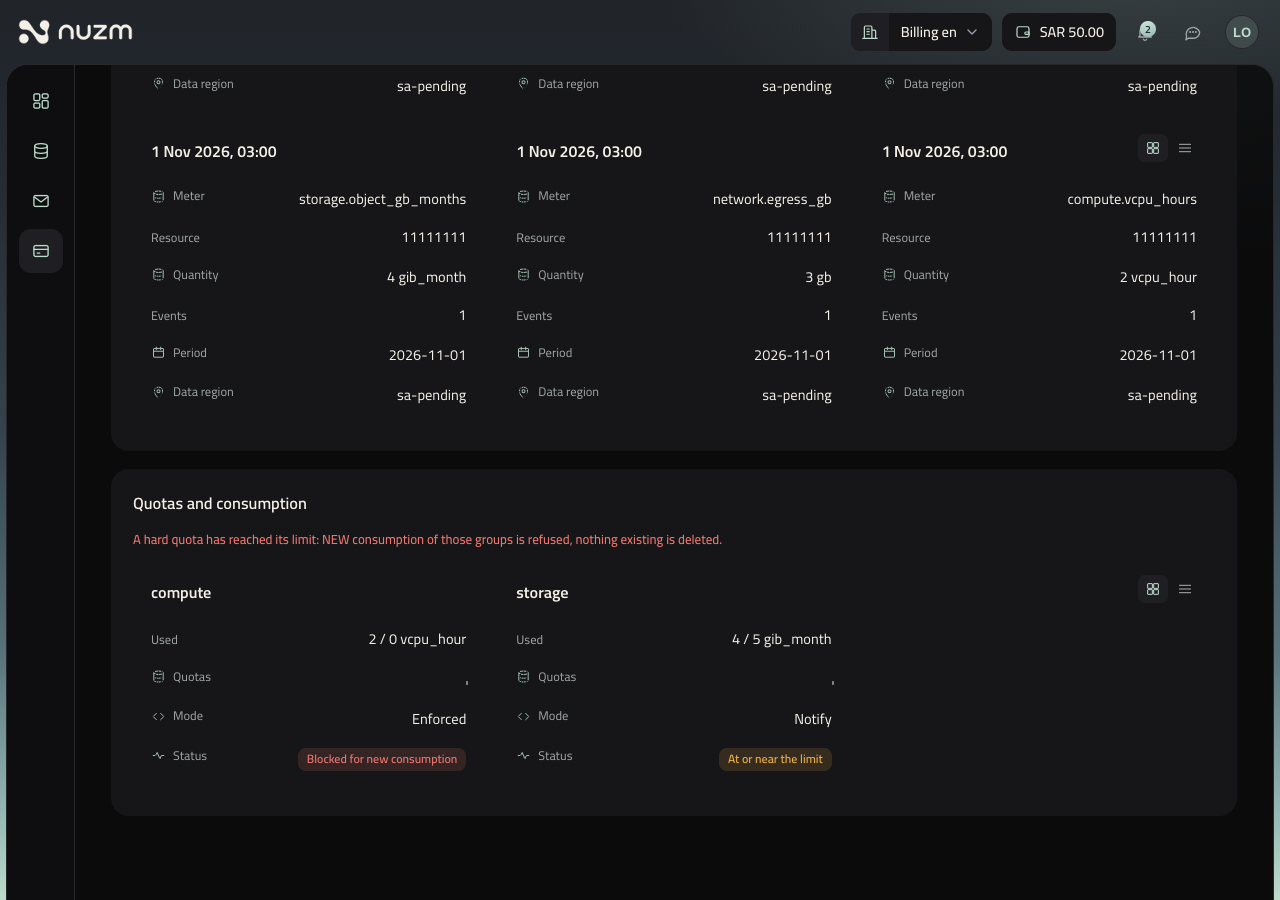 nuzm
Billing en
SAR 50.00
2
LO
Data region sa-pending Data region sa-pending Data region sa-pending
1 Nov 2026, 03:00 1 Nov 2026, 03:00 1 Nov 2026, 03:00
Meter storage.object_gb_months Meter network.egress_gb Meter compute.vcpu_hours
Resource 11111111 Resource 11111111 Resource 11111111
Quantity 4 gib_month Quantity 3 gb Quantity 2 vcpu_hour
Events 1 Events 1 Events 1
Period 2026-11-01 Period 2026-11-01 Period 2026-11-01
Data region sa-pending Data region sa-pending Data region sa-pending
Quotas and consumption
A hard quota has reached its limit: NEW consumption of those groups is refused, nothing existing is deleted.
compute storage
Used 2 / 0 vcpu_hour Used 4 / 5 gib_month
Quotas Quotas
Mode Enforced Mode Notify
Status Blocked for new consumption Status At or near the limit